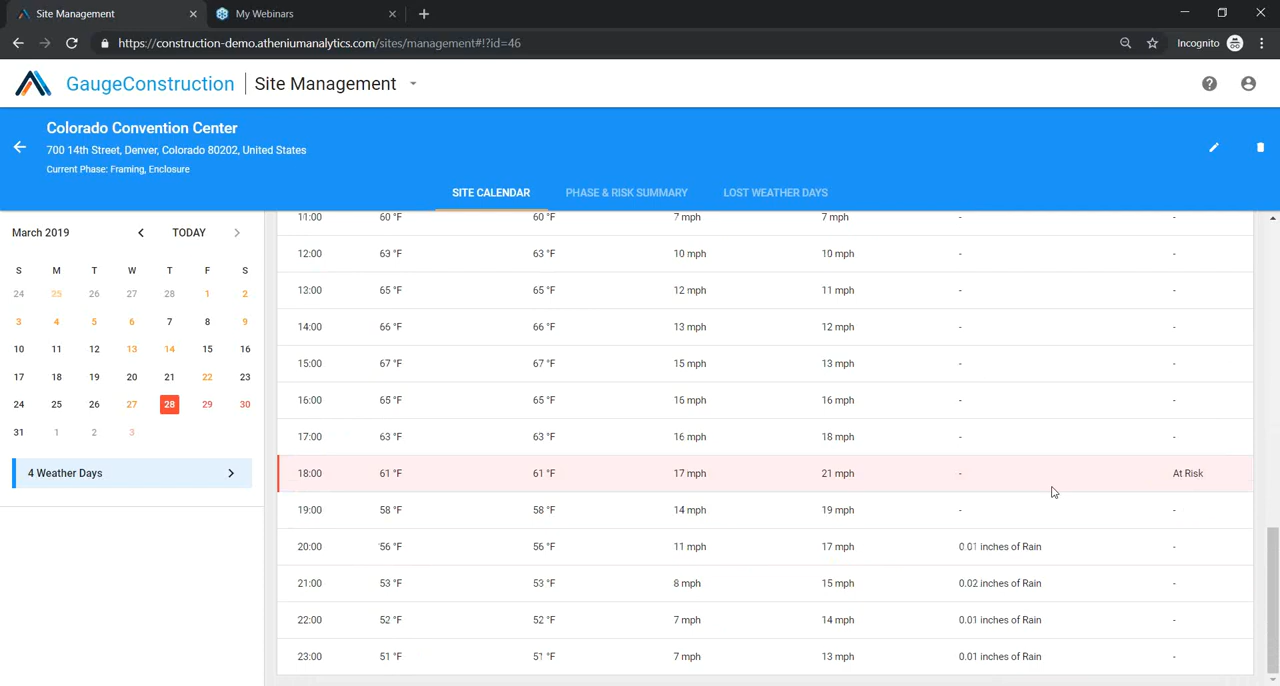 Site Management
My Webinars
https://construction-demo.atheniumanalytics.com/sites/management#!?id=46
Incognito
GaugeConstruction
Site Management
Colorado Convention Center
700 14th Street, Denver, Colorado 80202, United States
Current Phase: Framing, Enclosure
SITE CALENDAR PHASE & RISK SUMMARY LOST WEATHER DAYS
March 2019 TODAY
S M T W T F S
24 25 26 27 28 1 2
3 4 5 6 7 8 9
10 11 12 13 14 15 16
17 18 19 20 21 22 23
24 25 26 27 28 29 30
31 1 2 3
4 Weather Days
11:00 60 °F 60 °F 7 mph 7 mph - -
12:00 63 °F 63 °F 10 mph 10 mph - -
13:00 65 °F 65 °F 12 mph 11 mph - -
14:00 66 °F 66 °F 13 mph 12 mph - -
15:00 67 °F 67 °F 15 mph 13 mph - -
16:00 65 °F 65 °F 16 mph 16 mph - -
17:00 63 °F 63 °F 16 mph 18 mph - -
18:00 61 °F 61 °F 17 mph 21 mph - At Risk
19:00 58 °F 58 °F 14 mph 19 mph - -
20:00 56 °F 56 °F 11 mph 17 mph 0.01 inches of Rain -
21:00 53 °F 53 °F 8 mph 15 mph 0.02 inches of Rain -
22:00 52 °F 52 °F 7 mph 14 mph 0.01 inches of Rain -
23:00 51 °F 51 °F 7 mph 13 mph 0.01 inches of Rain -